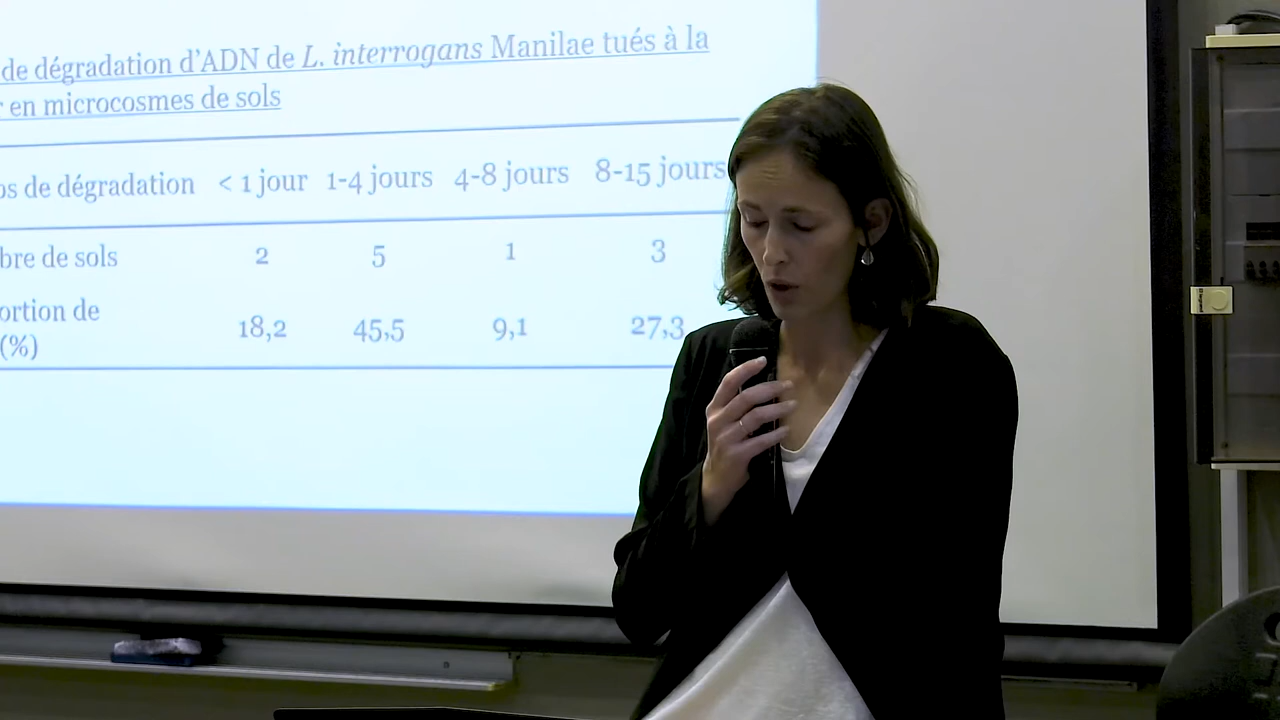 de dégradation d'ADN de L. interrogans Manilae tués à la
r en microcosmes de sols
os de dégradation < 1 jour 1-4 jours 4-8 jours 8-15 jours
bre de sols 2 5 1 3
ortion de
(%) 18,2 45,5 9,1 27,3